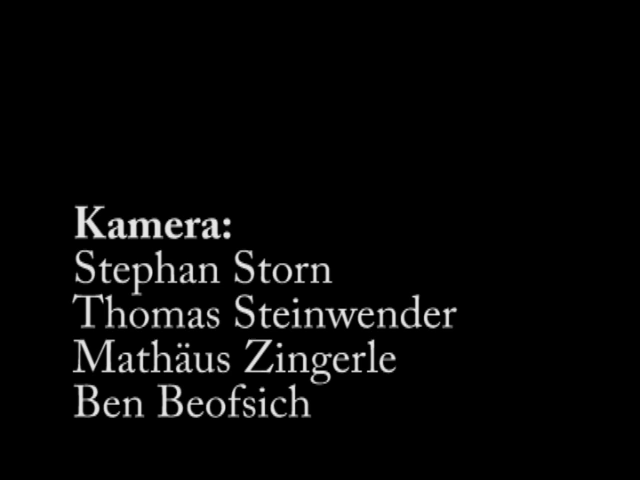 Kamera:
Stephan Storn
Thomas Steinwender
Mathäus Zingerle
Ben Beofsich